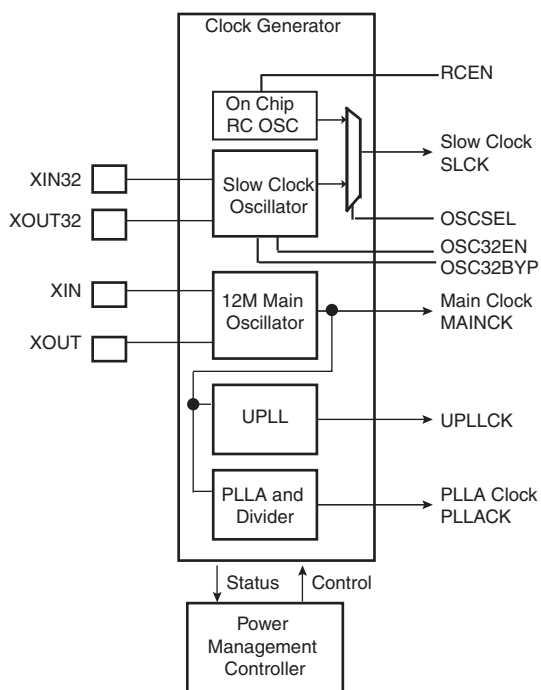 Clock Generator
RCEN
On Chip
RC OSC
Slow Clock
SLCK
XIN32
Slow Clock
Oscillator
XOUT32
OSCSEL
OSC32EN
OSC32BYP
XIN
12M Main
Oscillator
Main Clock
MAINCK
XOUT
UPLL
UPLLCK
PLLA and
Divider
PLLA Clock
PLLACK
Status
Control
Power
Management
Controller